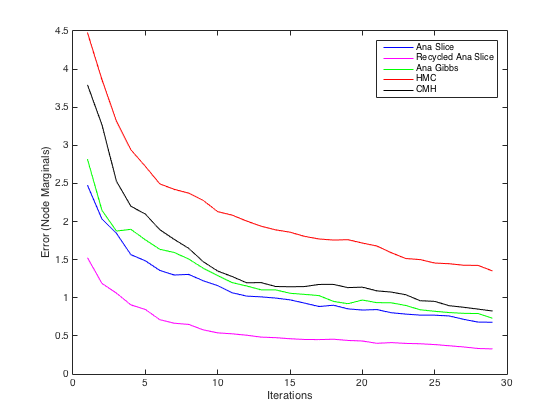 4.5
4
3.5
3
2.5
2
1.5
1
0.5
0
Error (Node Marginals)
0 5 10 15 20 25 30
Iterations
Ana Slice
Recycled Ana Slice
Ana Gibbs
HMC
CMH